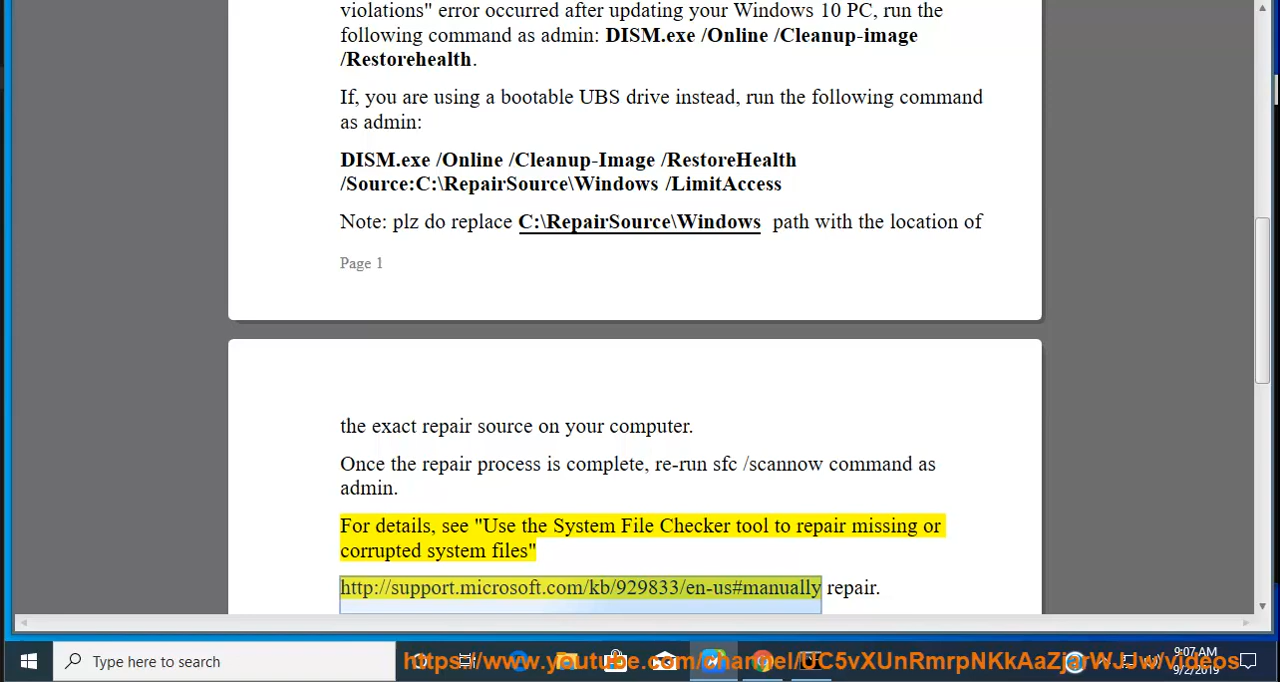 violations" error occurred after updating your Windows 10 PC, run the
following command as admin: DISM.exe /Online /Cleanup-image
/Restorehealth.
If, you are using a bootable UBS drive instead, run the following command
as admin:
DISM.exe /Online /Cleanup-Image /RestoreHealth
/Source:C:\RepairSource\Windows /LimitAccess
Note: plz do replace C:\RepairSource\Windows path with the location of
Page 1
the exact repair source on your computer.
Once the repair process is complete, re-run sfc /scannow command as
admin.
For details, see "Use the System File Checker tool to repair missing or
corrupted system files"
http://support.microsoft.com/kb/929833/en-us#manually repair.
Type here to search
9:07 AM
9/2/2019